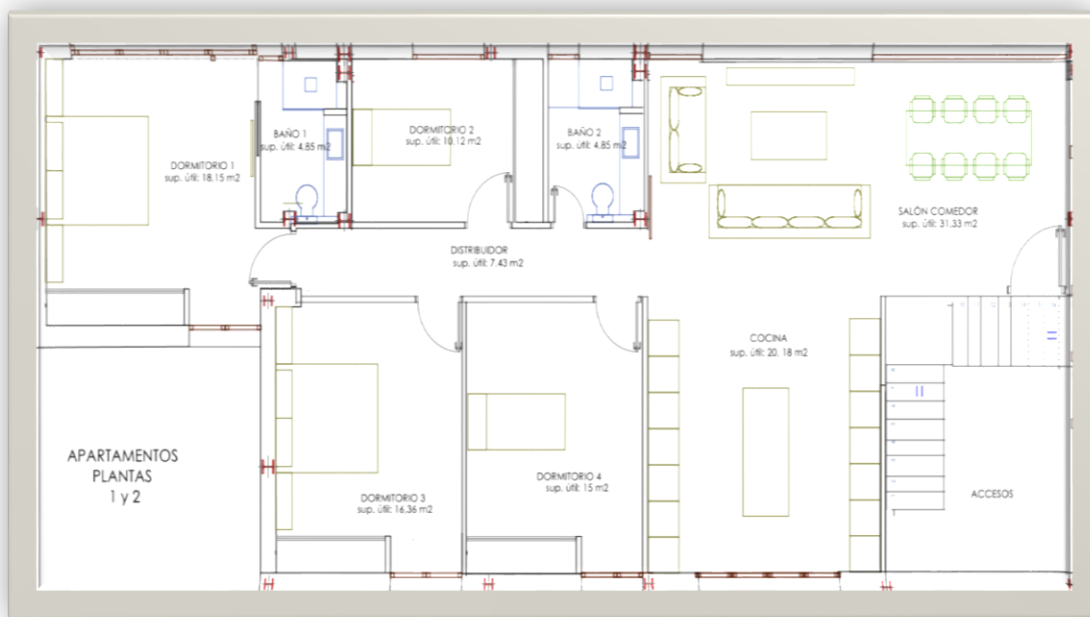 DORMITORIO 1
sup. útil: 18,15 m2
BAÑO 1
sup. útil: 4,85 m2
DORMITORIO 2
sup. útil: 10,12 m2
BAÑO 2
sup. útil: 4,85 m2
SALÓN COMEDOR
sup. útil: 31,33 m2
DISTRIBUIDOR
sup. útil: 7,43 m2
COCINA
sup. útil: 20, 18 m2
APARTAMENTOS
PLANTAS
1 y 2
DORMITORIO 3
sup. útil: 16,36 m2
DORMITORIO 4
sup. útil: 15 m2
ACCESOS